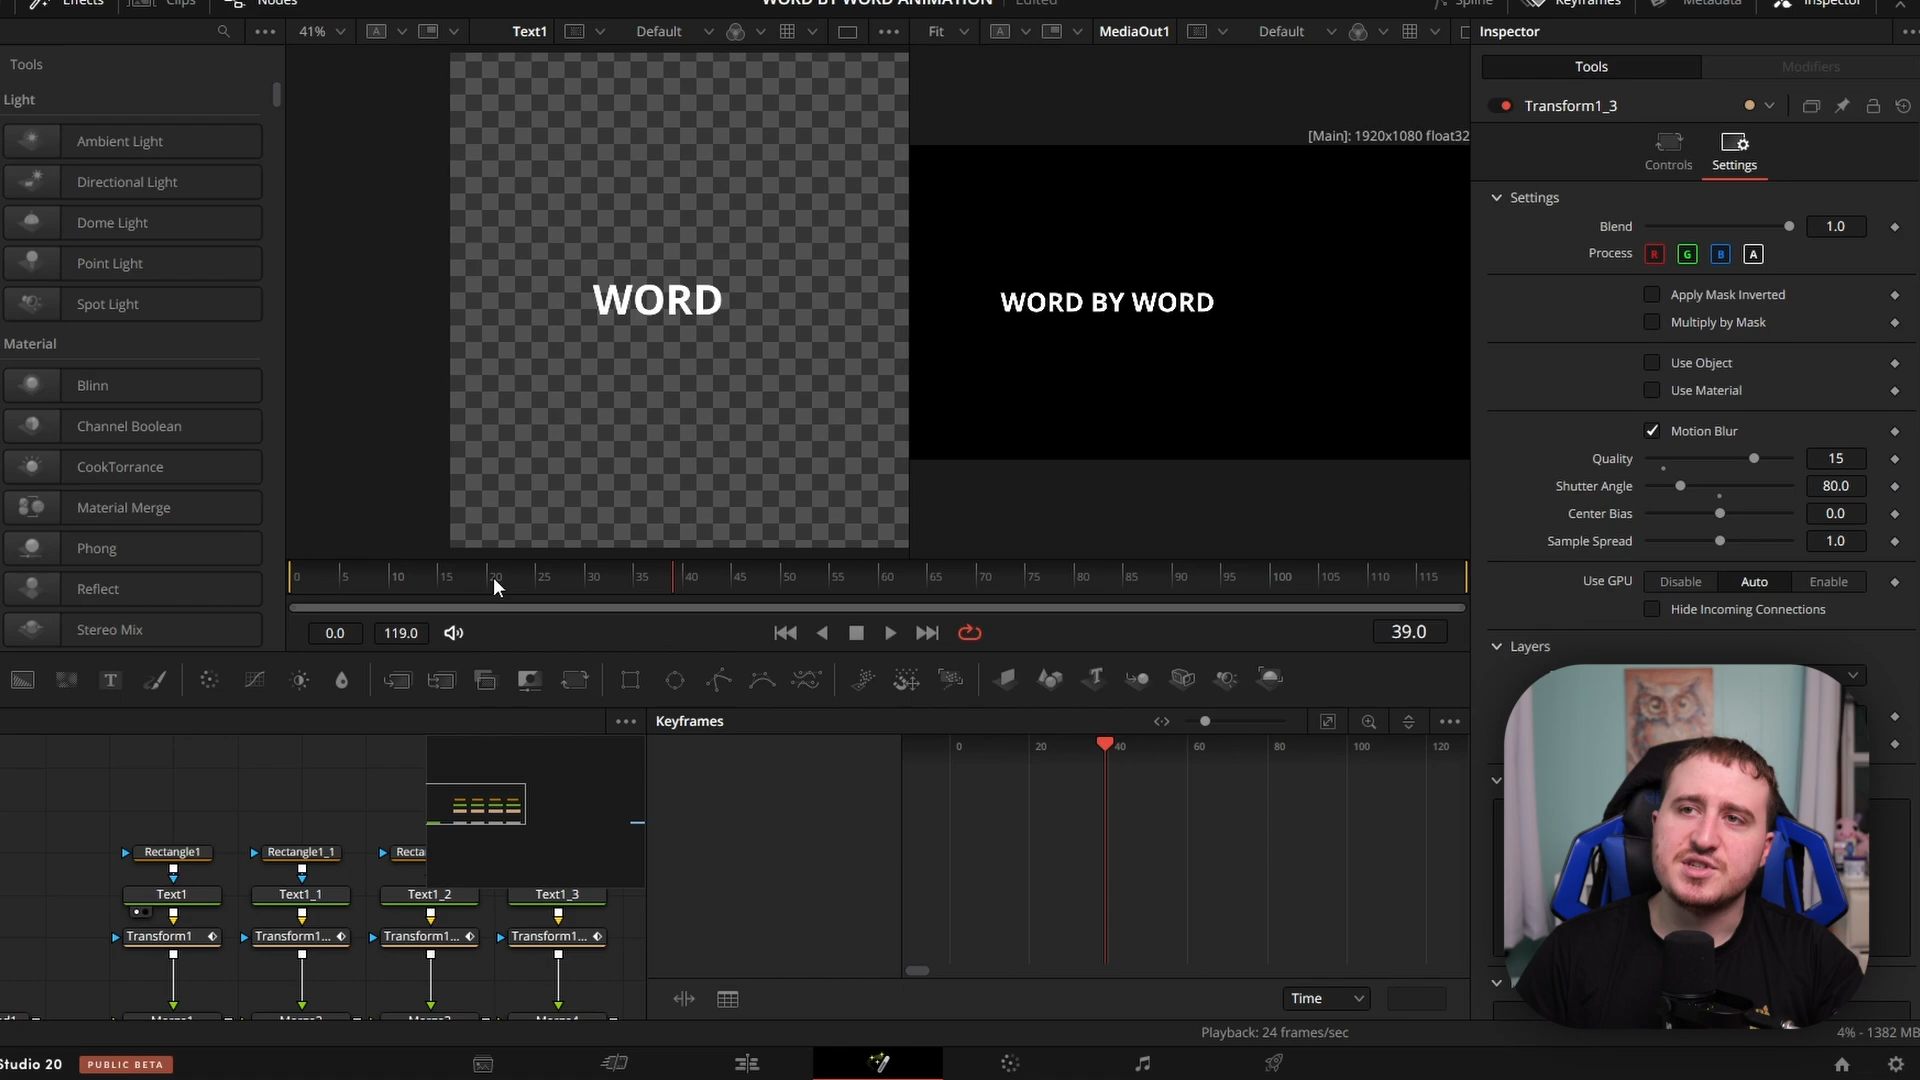 Effects
Clips
Nodes
WORD BY WORD ANIMATION
Edited
Spline
Keyframes
Metadata
Inspector
41%
Text1
Default
Fit
MediaOut1
Default
Inspector
Tools
Light
Ambient Light
Directional Light
Dome Light
Point Light
Spot Light
Material
Blinn
Channel Boolean
CookTorrance
Material Merge
Phong
Reflect
Stereo Mix
WORD
[Main]: 1920x1080 float32
WORD BY WORD
Tools
Modifiers
Transform1_3
Controls
Settings
Settings
Blend 1.0
Process R G B A
Apply Mask Inverted
Multiply by Mask
Use Object
Use Material
Motion Blur
Quality 15
Shutter Angle 80.0
Center Bias 0.0
Sample Spread 1.0
Use GPU Disable Auto Enable
Hide Incoming Connections
Layers
0 5 10 15 20 25 30 35 40 45 50 55 60 65 70 75 80 85 90 95 100 105 110 115
0.0 119.0 39.0
Keyframes
0 20 40 60 80 100 120
Rectangle1 Rectangle1_1
Text1 Text1_1 Text1_2 Text1_3
Transform1 Transform1... Transform1... Transform1...
Time
Playback: 24 frames/sec
4% - 1382 MB
Studio 20
PUBLIC BETA